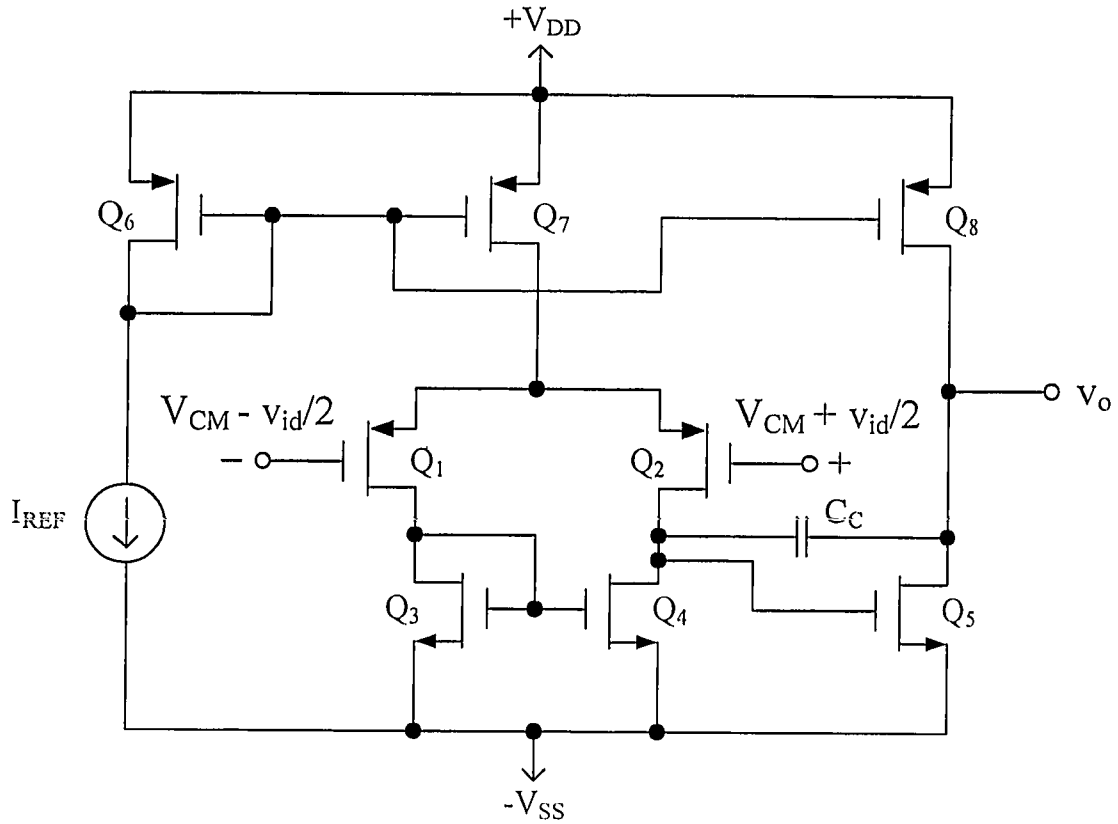 +V_DD
Q_6
Q_7
Q_8
V_CM - v_id/2
V_CM + v_id/2
v_o
−
Q_1
Q_2
+
I_REF
C_C
Q_3
Q_4
Q_5
-V_SS